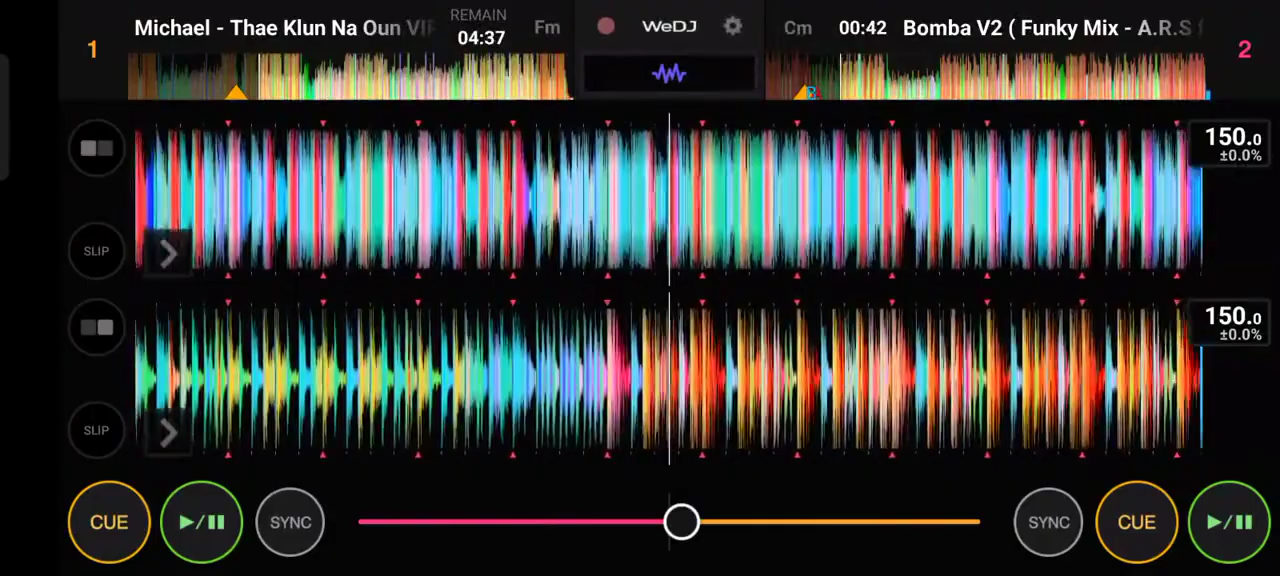 1
Michael - Thae Klun Na Oun VIP
REMAIN
04:37
Fm
WeDJ
Cm
00:42
Bomba V2 ( Funky Mix - A.R.S
2
150.0
±0.0%
SLIP
150.0
±0.0%
SLIP
CUE
SYNC
SYNC
CUE